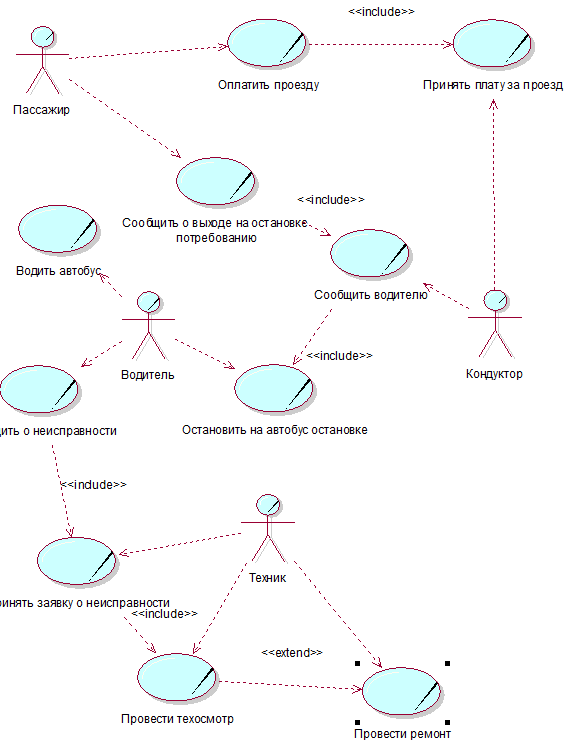 <<include>>
Оплатить проезду
Принять плату за проезд
Пассажир
<<include>>
Сообщить о выходе на остановке
потребованию
Водить автобус
Сообщить водителю
Водитель
<<include>>
Кондуктор
о неисправности
Остановить на автобус остановке
<<include>>
Техник
заявку о неисправности
<<include>>
<<extend>>
Провести техосмотр
Провести ремонт